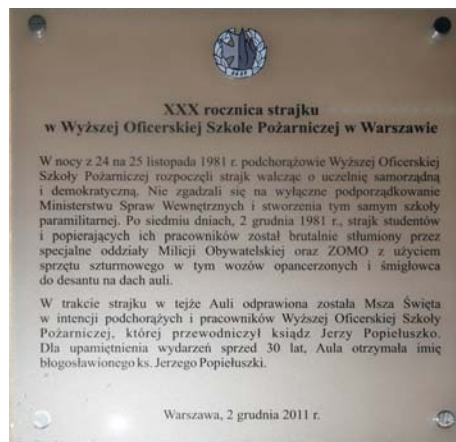 XXX rocznica strajku
w Wyższej Oficerskiej Szkole Pożarniczej w Warszawie
W nocy z 24 na 25 listopada 1981 r. podchorążowie Wyższej Oficerskiej
Szkoły Pożarniczej rozpoczęli strajk walcząc o uczelnię samorządną
i demokratyczną. Nie zgadzali się na wyłączne podporządkowanie
Ministerstwu Spraw Wewnętrznych i stworzenia tym samym szkoły
paramilitarnej. Po siedmiu dniach, 2 grudnia 1981 r., strajk studentów
i popierających ich pracowników został brutalnie stłumiony przez
specjalne oddziały Milicji Obywatelskiej oraz ZOMO z użyciem
sprzętu szturmowego w tym wozów opancerzonych i śmigłowca
do desantu na dach auli.
W trakcie strajku w tejże Auli odprawiona została Msza Święta
w intencji podchorążych i pracowników Wyższej Oficerskiej Szkoły
Pożarniczej, której przewodniczył ksiądz Jerzy Popiełuszko.
Dla upamiętnienia wydarzeń sprzed 30 lat, Aula otrzymała imię
błogosławionego ks. Jerzego Popiełuszki.
Warszawa, 2 grudnia 2011 r.